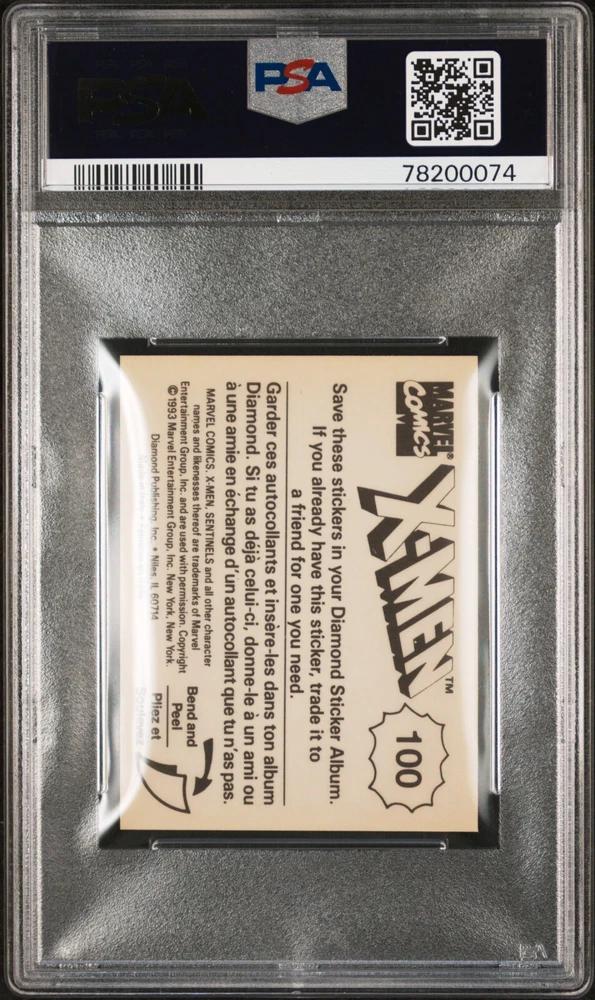 PSA
PSA
78200074
MARVEL®
COMICS
X-MEN™
100
Save these stickers in your Diamond Sticker Album.
If you already have this sticker, trade it to
a friend for one you need.
Garder ces autocollants et insère-les dans ton album
Diamond. Si tu as déjà celui-ci, donne-le à un ami ou
à une amie en échange d'un autocollant que tu n'as pas.
MARVEL COMICS, X-MEN, SENTINELS and all other character
names and likenesses thereof are trademarks of Marvel
Entertainment Group, Inc. and are used with permission. Copyright
© 1993 Marvel Entertainment Group, Inc. New York, New York.
Diamond Publishing, Inc. • Niles, IL 60714
Bend and
Peel
Pliez et
Soulevez